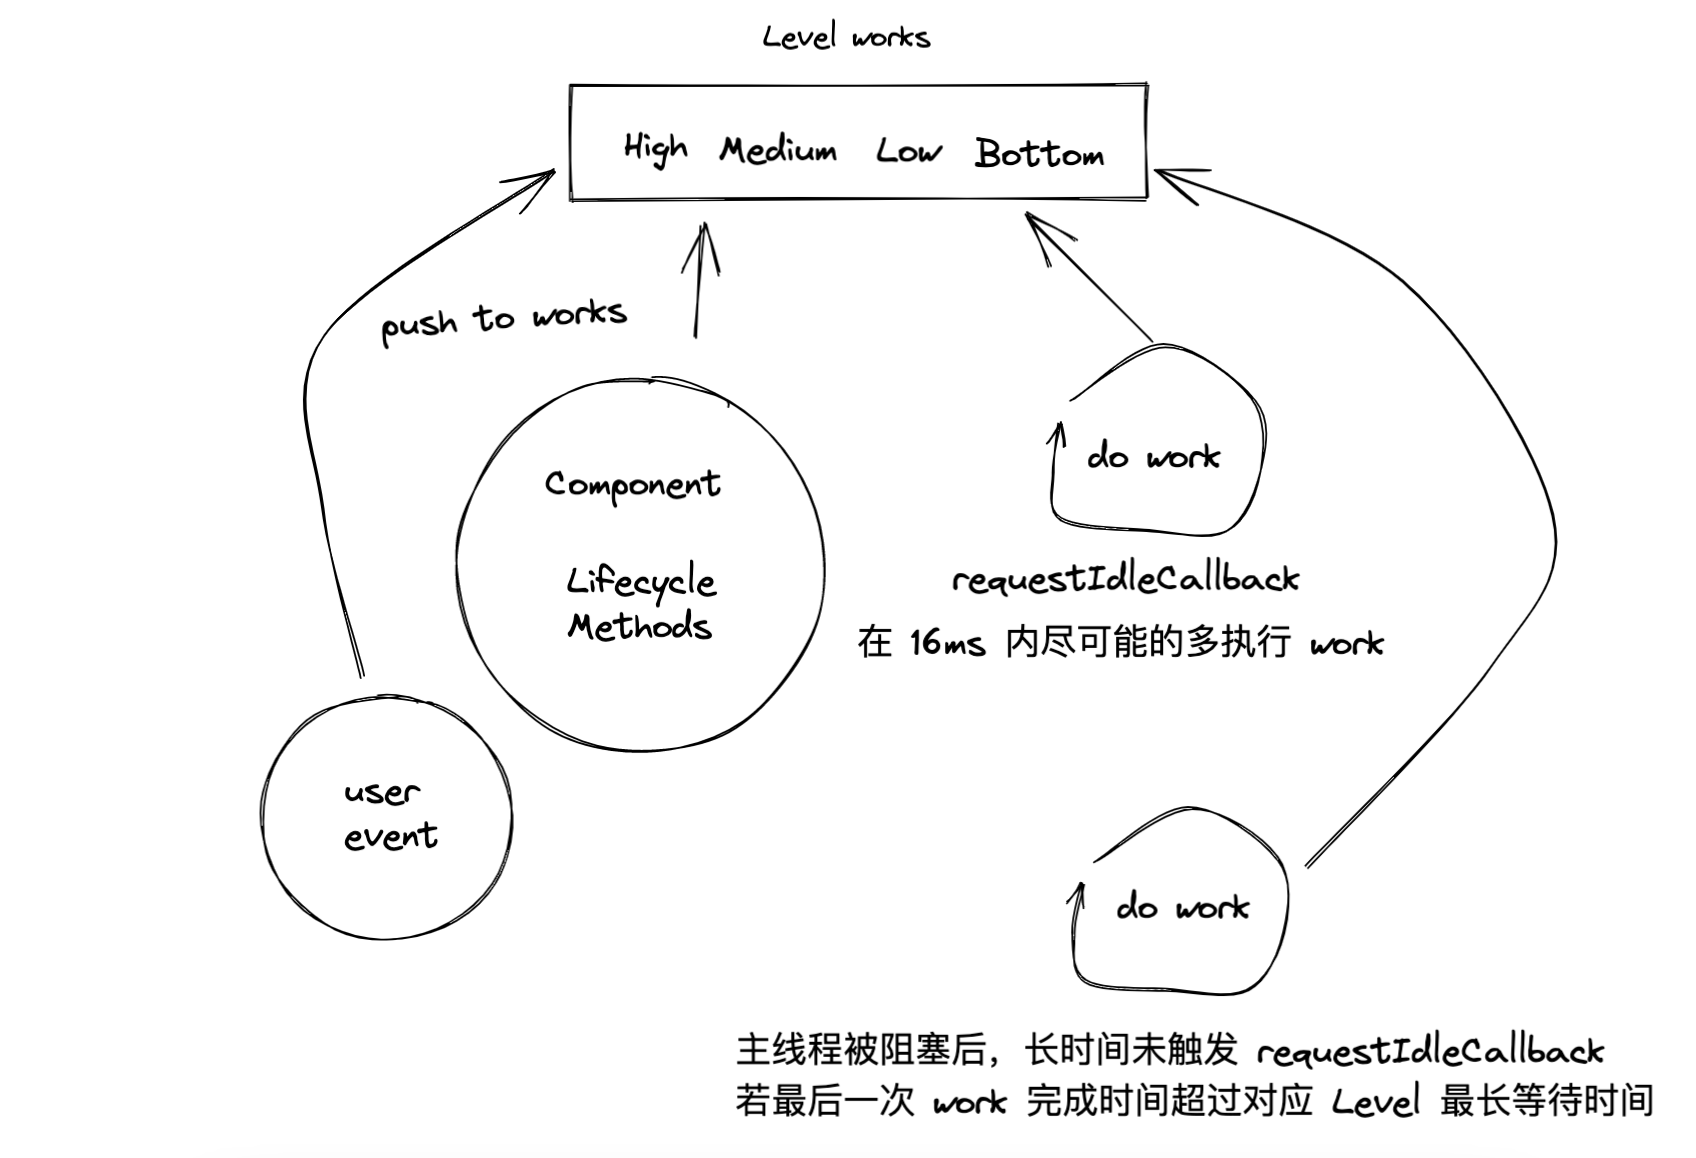 Level works
High Medium Low Bottom
push to works
Component
Lifecycle
Methods
do work
requestIdleCallback
在 16ms 内尽可能的多执行 work
user
event
do work
主线程被阻塞后，长时间未触发 requestIdleCallback
若最后一次 work 完成时间超过对应 Level 最长等待时间